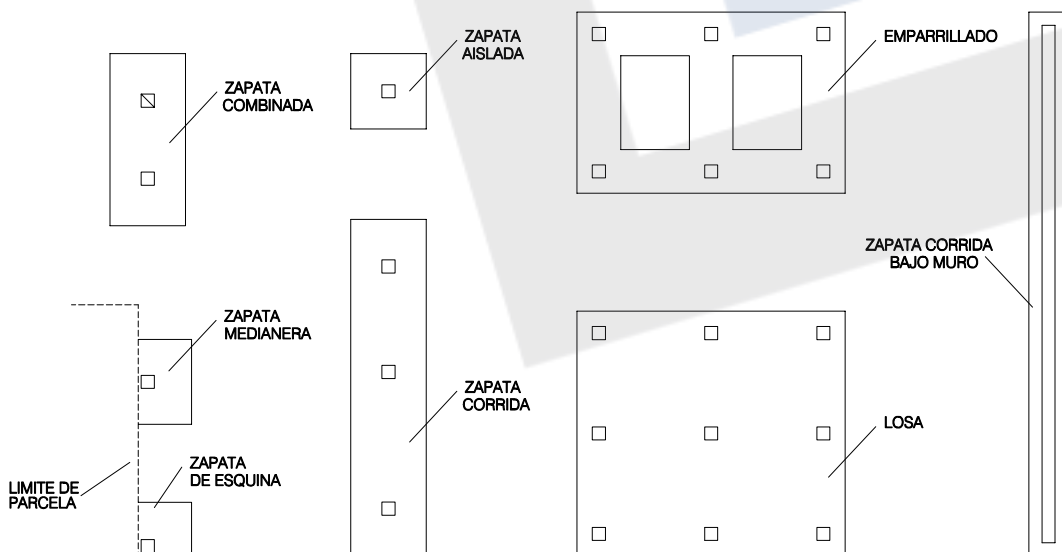 ZAPATA
COMBINADA
ZAPATA
AISLADA
EMPARRILLADO
ZAPATA CORRIDA
BAJO MURO
ZAPATA
MEDIANERA
ZAPATA
CORRIDA
LOSA
ZAPATA
DE ESQUINA
LIMITE DE
PARCELA